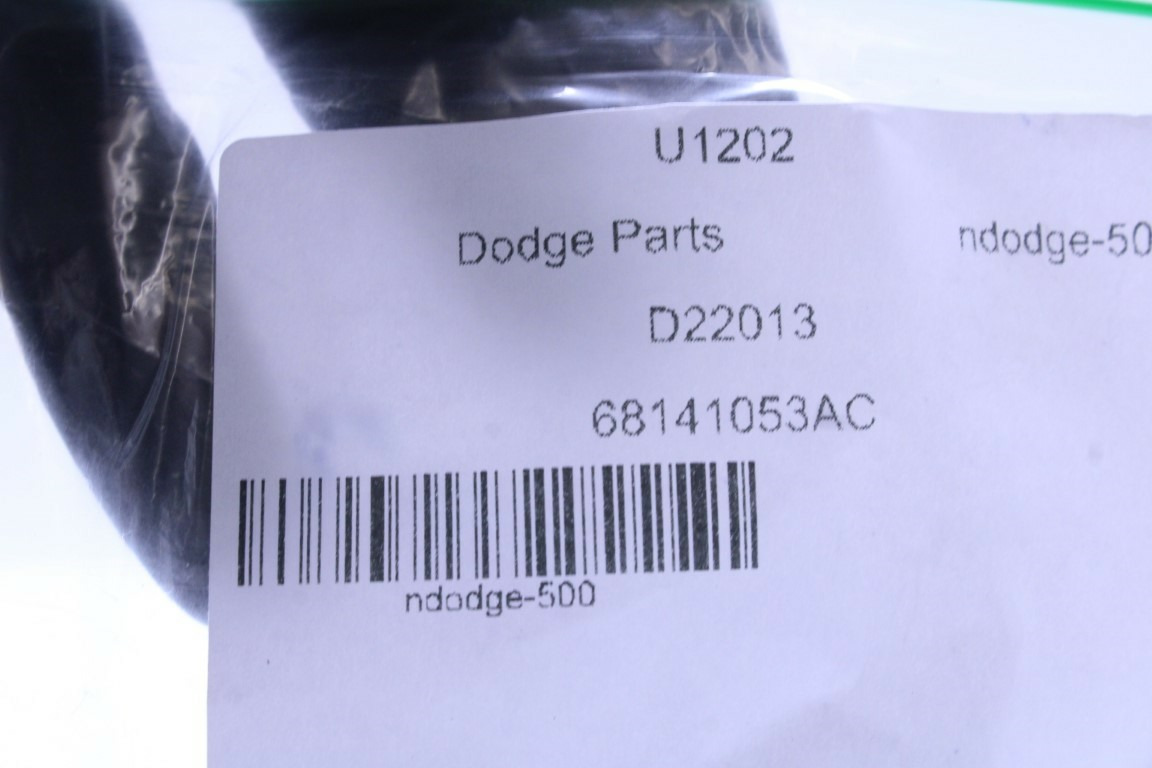 U1202
Dodge Parts ndodge-50
D22013
68141053AC
ndodge-500